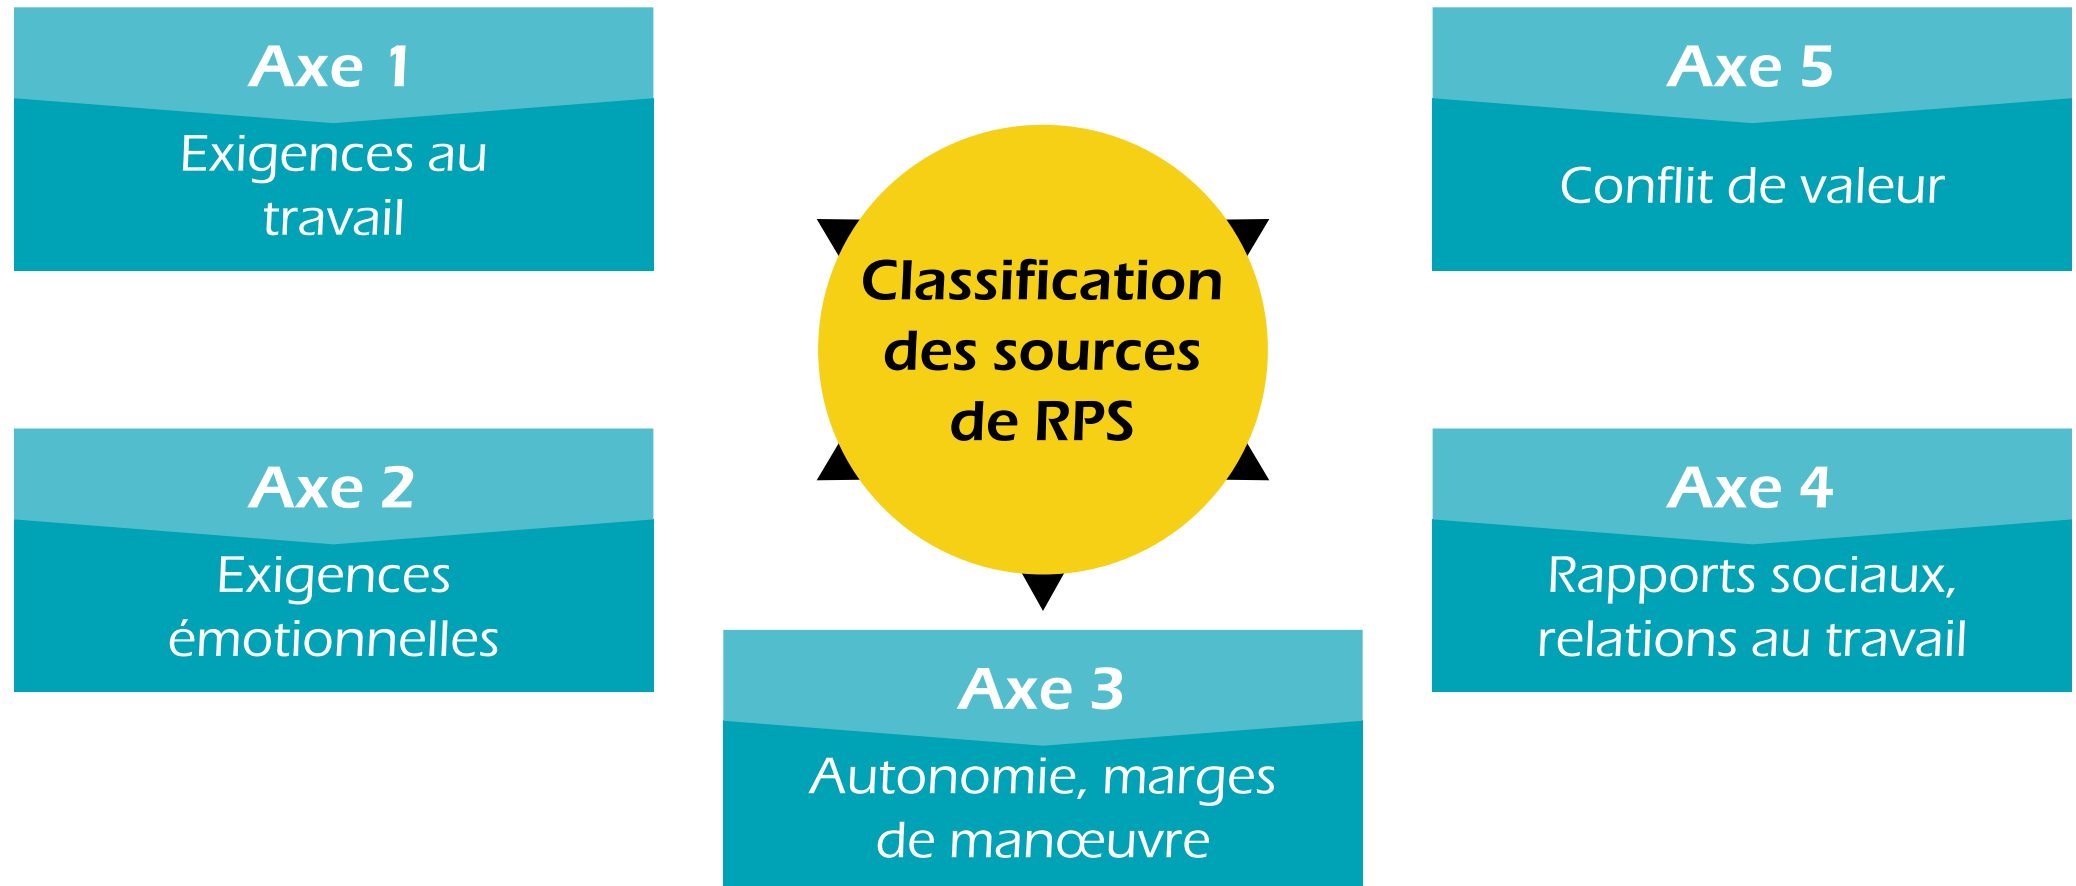 Axe 1
Exigences au
travail
Axe 5
Conflit de valeur
Classification
des sources
de RPS
Axe 2
Exigences
émotionnelles
Axe 4
Rapports sociaux,
relations au travail
Axe 3
Autonomie, marges
de manœuvre